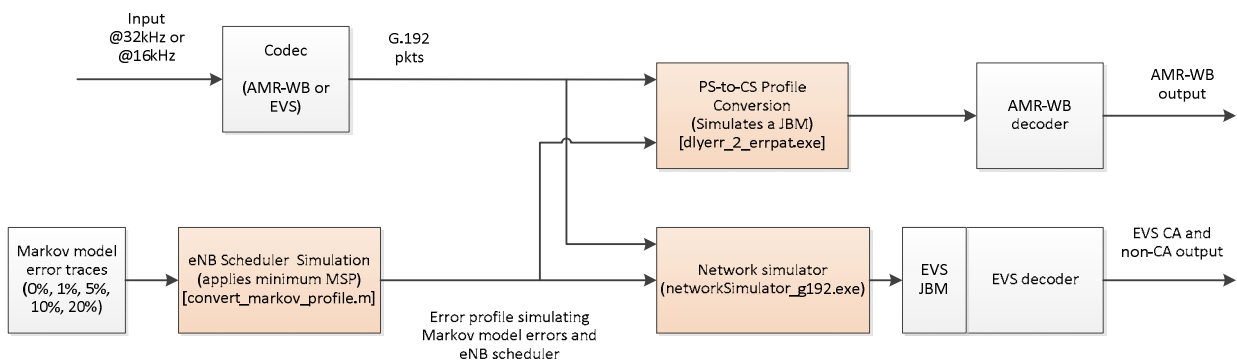 Input
@32kHz or
@16kHz
Codec
(AMR-WB or
EVS)
G.192
pkts
PS-to-CS Profile
Conversion
(Simulates a JBM)
[dlyerr_2_errpat.exe]
AMR-WB
decoder
AMR-WB
output
Markov model
error traces
(0%, 1%, 5%,
10%, 20%)
eNB Scheduler Simulation
(applies minimum MSP)
[convert_markov_profile.m]
Error profile simulating
Markov model errors and
eNB scheduler
Network simulator
(networkSimulator_g192.exe)
EVS
JBM
EVS decoder
EVS CA and
non-CA output